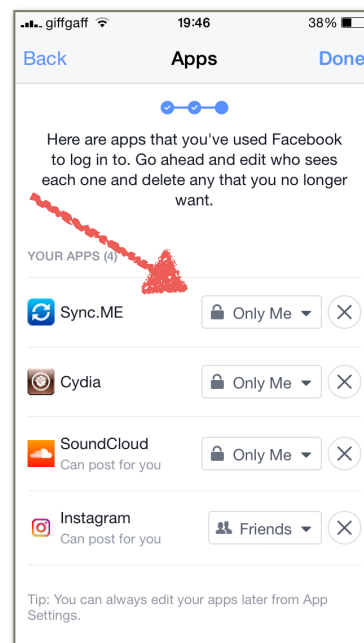 giffgaff 19:46 38%
Back Apps Done
Here are apps that you've used Facebook
to log in to. Go ahead and edit who sees
each one and delete any that you no longer
want.
YOUR APPS (4)
Sync.ME Only Me
Cydia Only Me
SoundCloud Only Me
Can post for you
Instagram Friends
Can post for you
Tip: You can always edit your apps later from App
Settings.